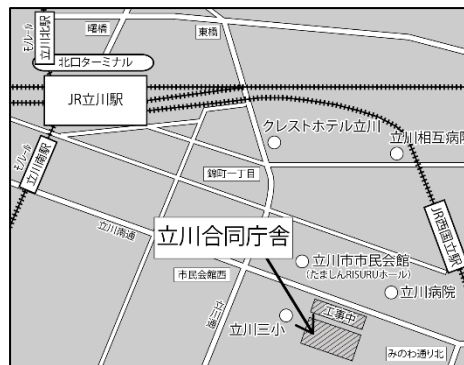 モノレール
立川北駅
曙橋
東橋
北口ターミナル
JR立川駅
クレストホテル立川
立川相互病院
モノレール
立川南駅
錦町一丁目
立川南通
立川合同庁舎
JR西国立駅
市民会館西
立川市市民会館
(たましんRISURUホール)
立川通
立川病院
工事中
立川三小
みのわ通り北